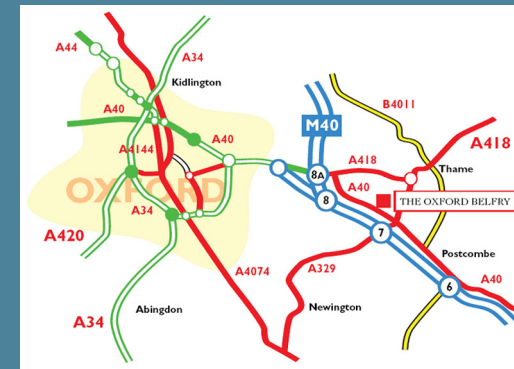 A44
A34
Kidlington
A40
A4144
A40
OXFORD
A34
A420
A34
Abingdon
A4074
M40
B4011
A418
A418
8A
Thame
A40
8
THE OXFORD BELFRY
7
Postcombe
A329
Newington
6
A40